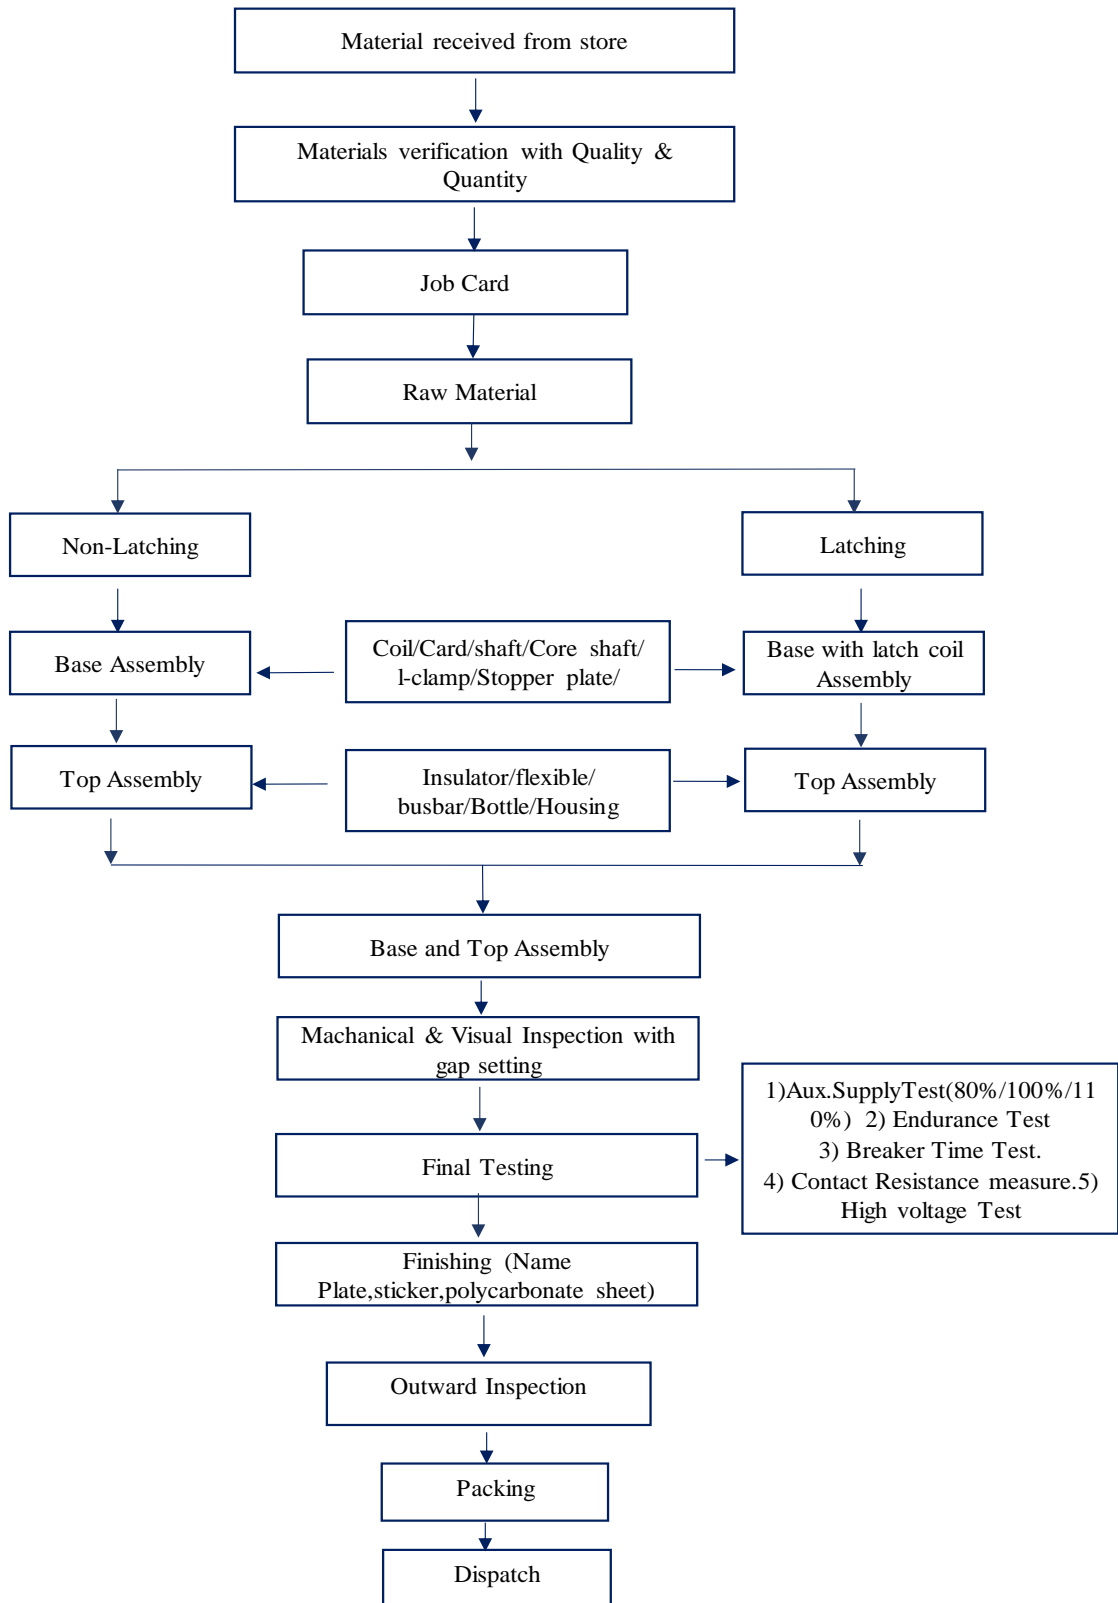 Material received from store
Materials verification with Quality &
Quantity
Job Card
Raw Material
Non-Latching
Latching
Base Assembly
Coil/Card/shaft/Core shaft/
l-clamp/Stopper plate/
Base with latch coil
Assembly
Top Assembly
Insulator/flexible/
busbar/Bottle/Housing
Top Assembly
Base and Top Assembly
Machanical & Visual Inspection with
gap setting
Final Testing
1)Aux.SupplyTest(80%/100%/11
0%) 2) Endurance Test
3) Breaker Time Test.
4) Contact Resistance measure.5)
High voltage Test
Finishing (Name
Plate,sticker,polycarbonate sheet)
Outward Inspection
Packing
Dispatch